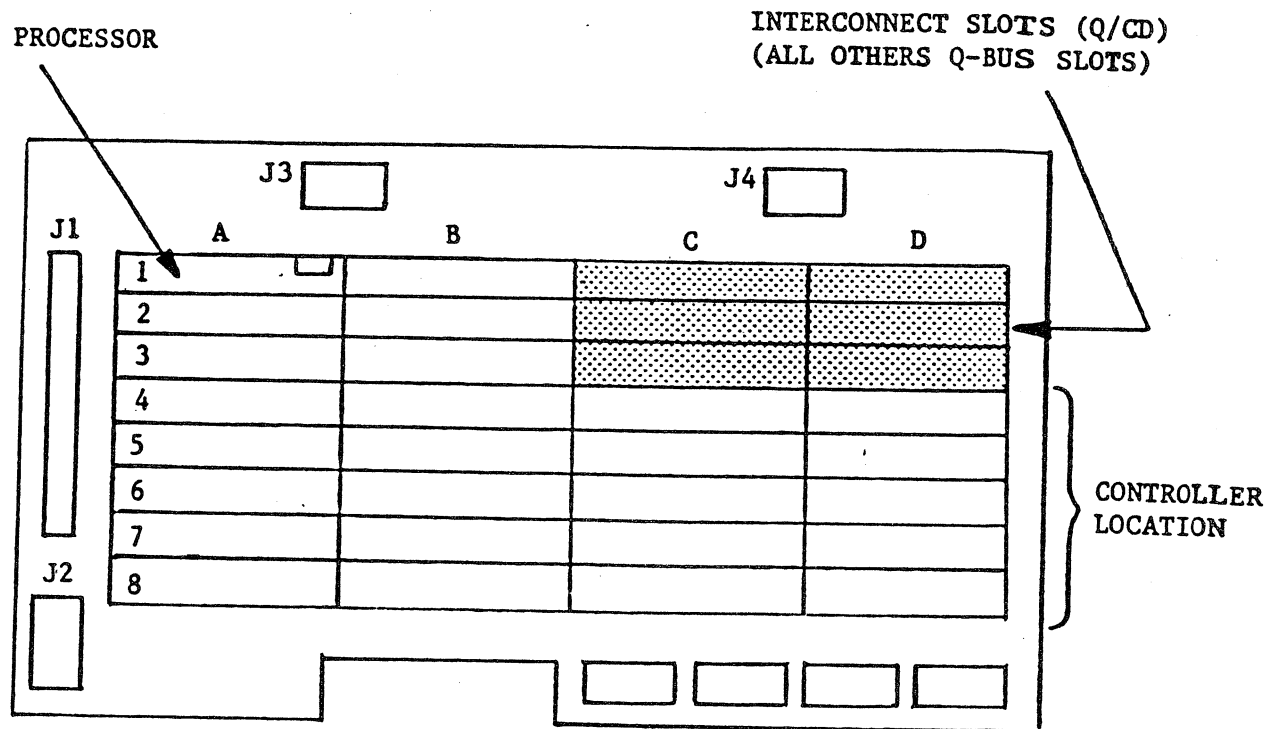 PROCESSOR
INTERCONNECT SLOTS (Q/CD)
(ALL OTHERS Q-BUS SLOTS)
J3
J4
J1
A
B
C
D
1
2
3
4
5
6
7
8
J2
CONTROLLER
LOCATION